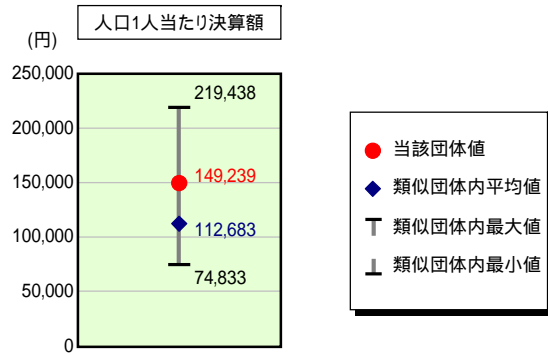 人口1人当たり決算額
(円)
250,000
200,000
150,000
100,000
50,000
0
219,438
149,239
112,683
74,833
当該団体値
類似団体内平均値
類似団体内最大値
類似団体内最小値